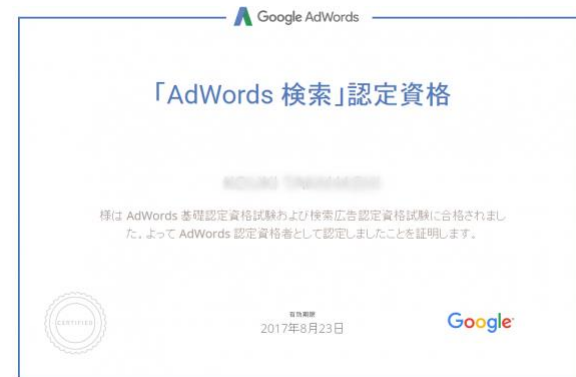 Google AdWords
「AdWords 検索」認定資格
様は AdWords 基礎認定資格試験および検索広告認定資格試験に合格されまし
た。よって AdWords 認定資格者として認定しましたことを証明します。
CERTIFIED
有効期限
2017年8月23日
Google